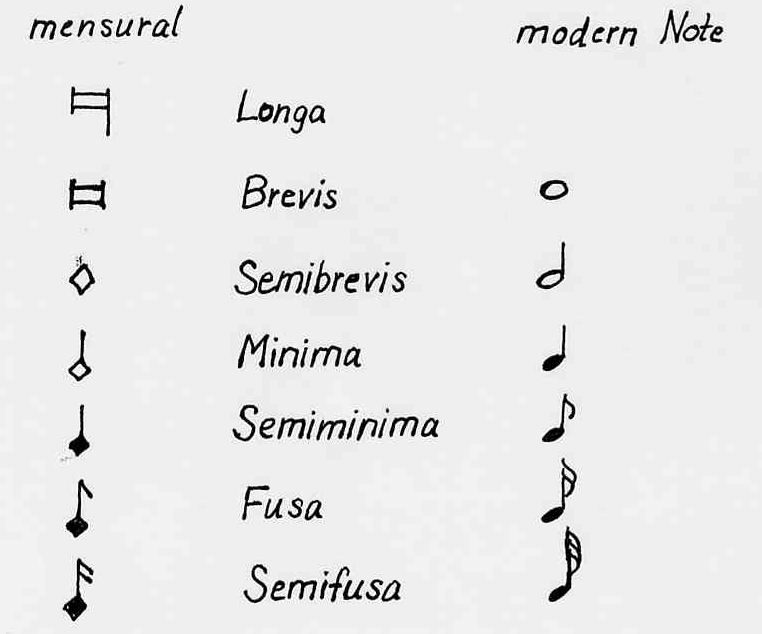 mensural modern Note
Longa
Brevis
Semibrevis
Minima
Semiminima
Fusa
Semifusa